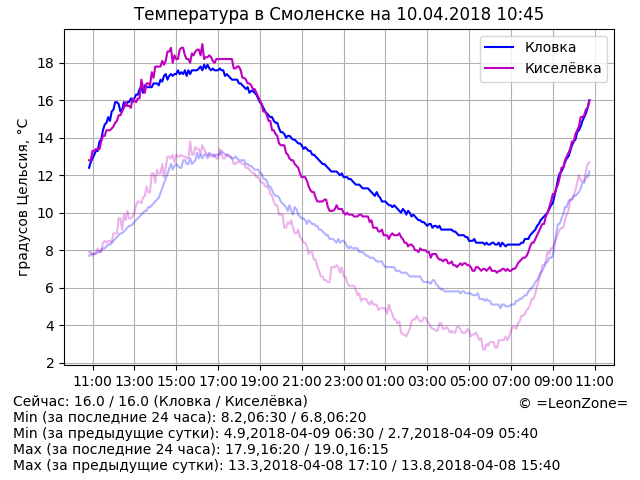 Температура в Смоленске на 10.04.2018 10:45
Кловка
Киселёвка
градусов Цельсия, °C
18
16
14
12
10
8
6
4
2
11:00 13:00 15:00 17:00 19:00 21:00 23:00 01:00 03:00 05:00 07:00 09:00 11:00
Сейчас: 16.0 / 16.0 (Кловка / Киселёвка)
© =LeonZone=
Min (за последние 24 часа): 8.2,06:30 / 6.8,06:20
Min (за предыдущие сутки): 4.9,2018-04-09 06:30 / 2.7,2018-04-09 05:40
Max (за последние 24 часа): 17.9,16:20 / 19.0,16:15
Max (за предыдущие сутки): 13.3,2018-04-08 17:10 / 13.8,2018-04-08 15:40